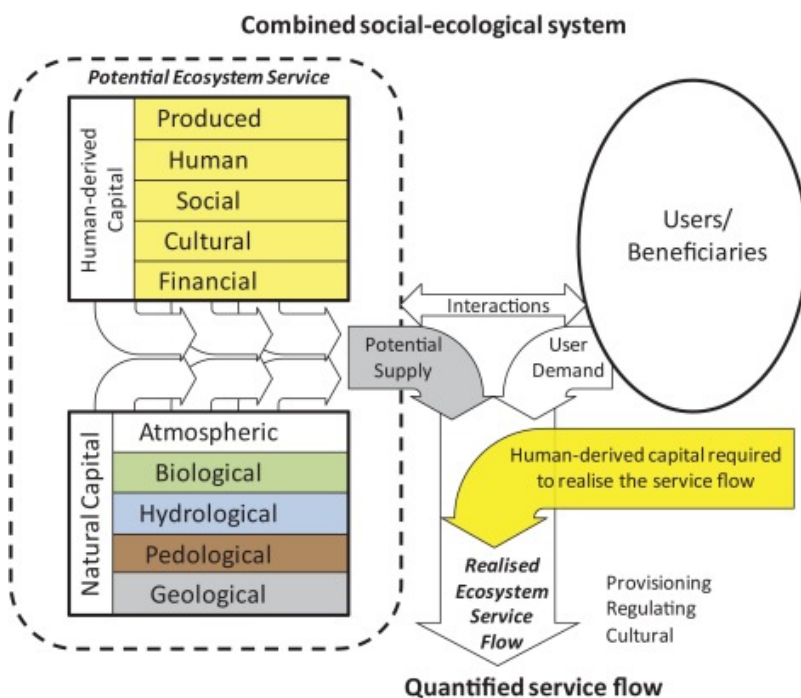 Combined social-ecological system
Potential Ecosystem Service
Human-derived
Capital
Produced
Human
Social
Cultural
Financial
Users/
Beneficiaries
Interactions
Potential
Supply
User
Demand
Natural Capital
Atmospheric
Biological
Hydrological
Pedological
Geological
Human-derived capital required
to realise the service flow
Realised
Ecosystem
Service
Flow
Provisioning
Regulating
Cultural
Quantified service flow